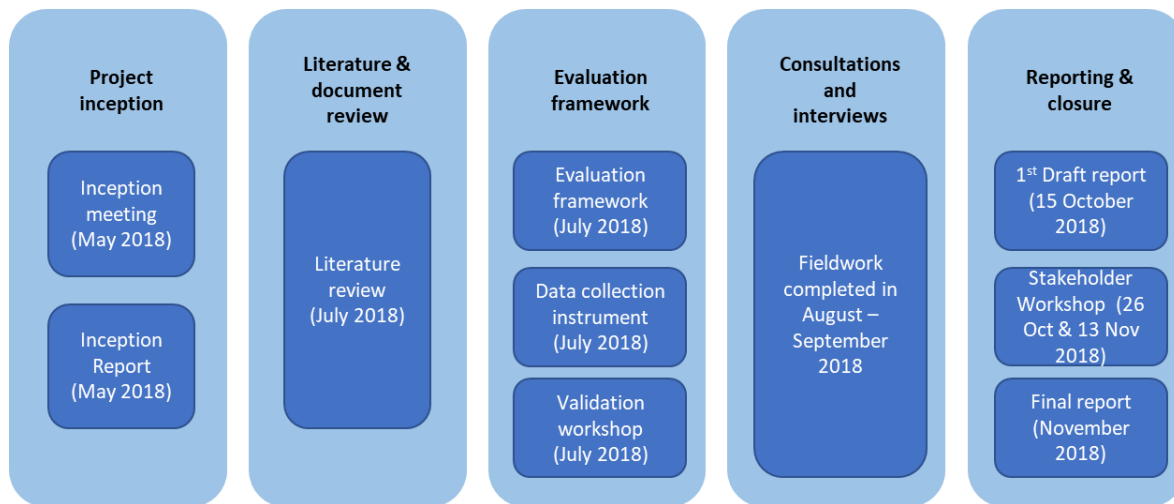 Project
inception
Inception
meeting
(May 2018)
Inception
Report
(May 2018)
Literature &
document
review
Literature
review
(July 2018)
Evaluation
framework
Evaluation
framework
(July 2018)
Data collection
instrument
(July 2018)
Validation
workshop
(July 2018)
Consultations
and
interviews
Fieldwork
completed in
August –
September
2018
Reporting &
closure
1st Draft report
(15 October
2018)
Stakeholder
Workshop (26
Oct & 13 Nov
2018)
Final report
(November
2018)